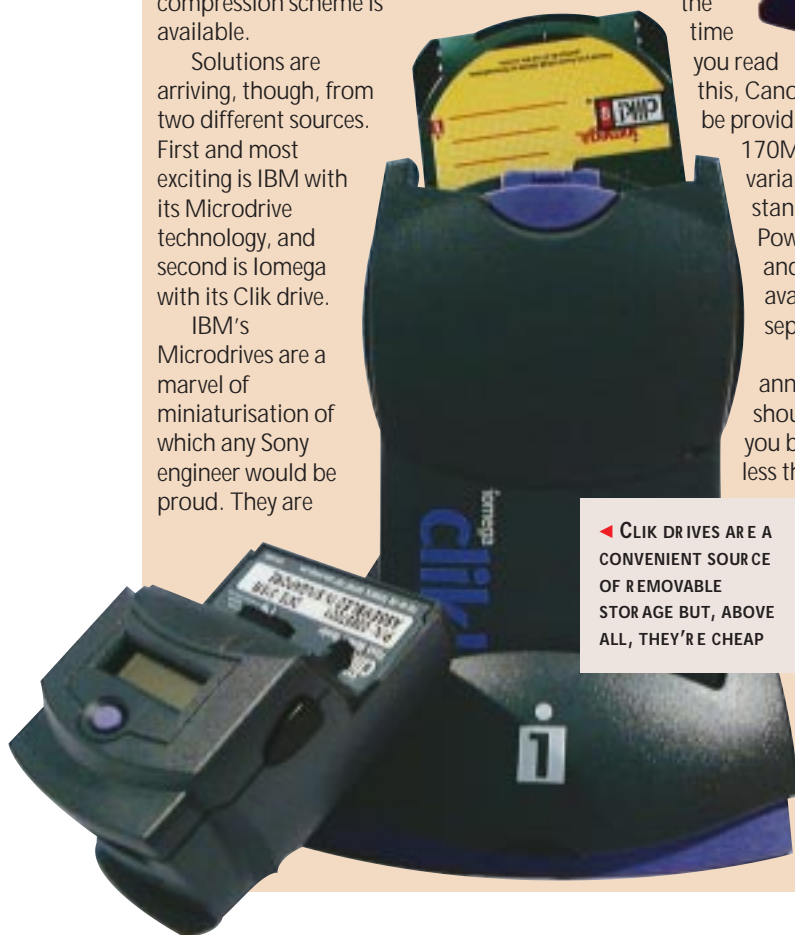 compression scheme is
available.
Solutions are
arriving, though, from
two different sources.
First and most
exciting is IBM with
its Microdrive
technology, and
second is Iomega
with its Clik drive.
IBM's
Microdrives are a
marvel of
miniaturisation of
which any Sony
engineer would be
proud. They are
the
time
you read
this, Cano
be provid
170M
varia
stan
Pow
and
ava
sep
ann
shou
you b
less th
iomega
clik!
iomega
clik!
◄ CLIK DRIVES ARE A
CONVENIENT SOURCE
OF REMOVABLE
STORAGE BUT, ABOVE
ALL, THEY'RE CHEAP